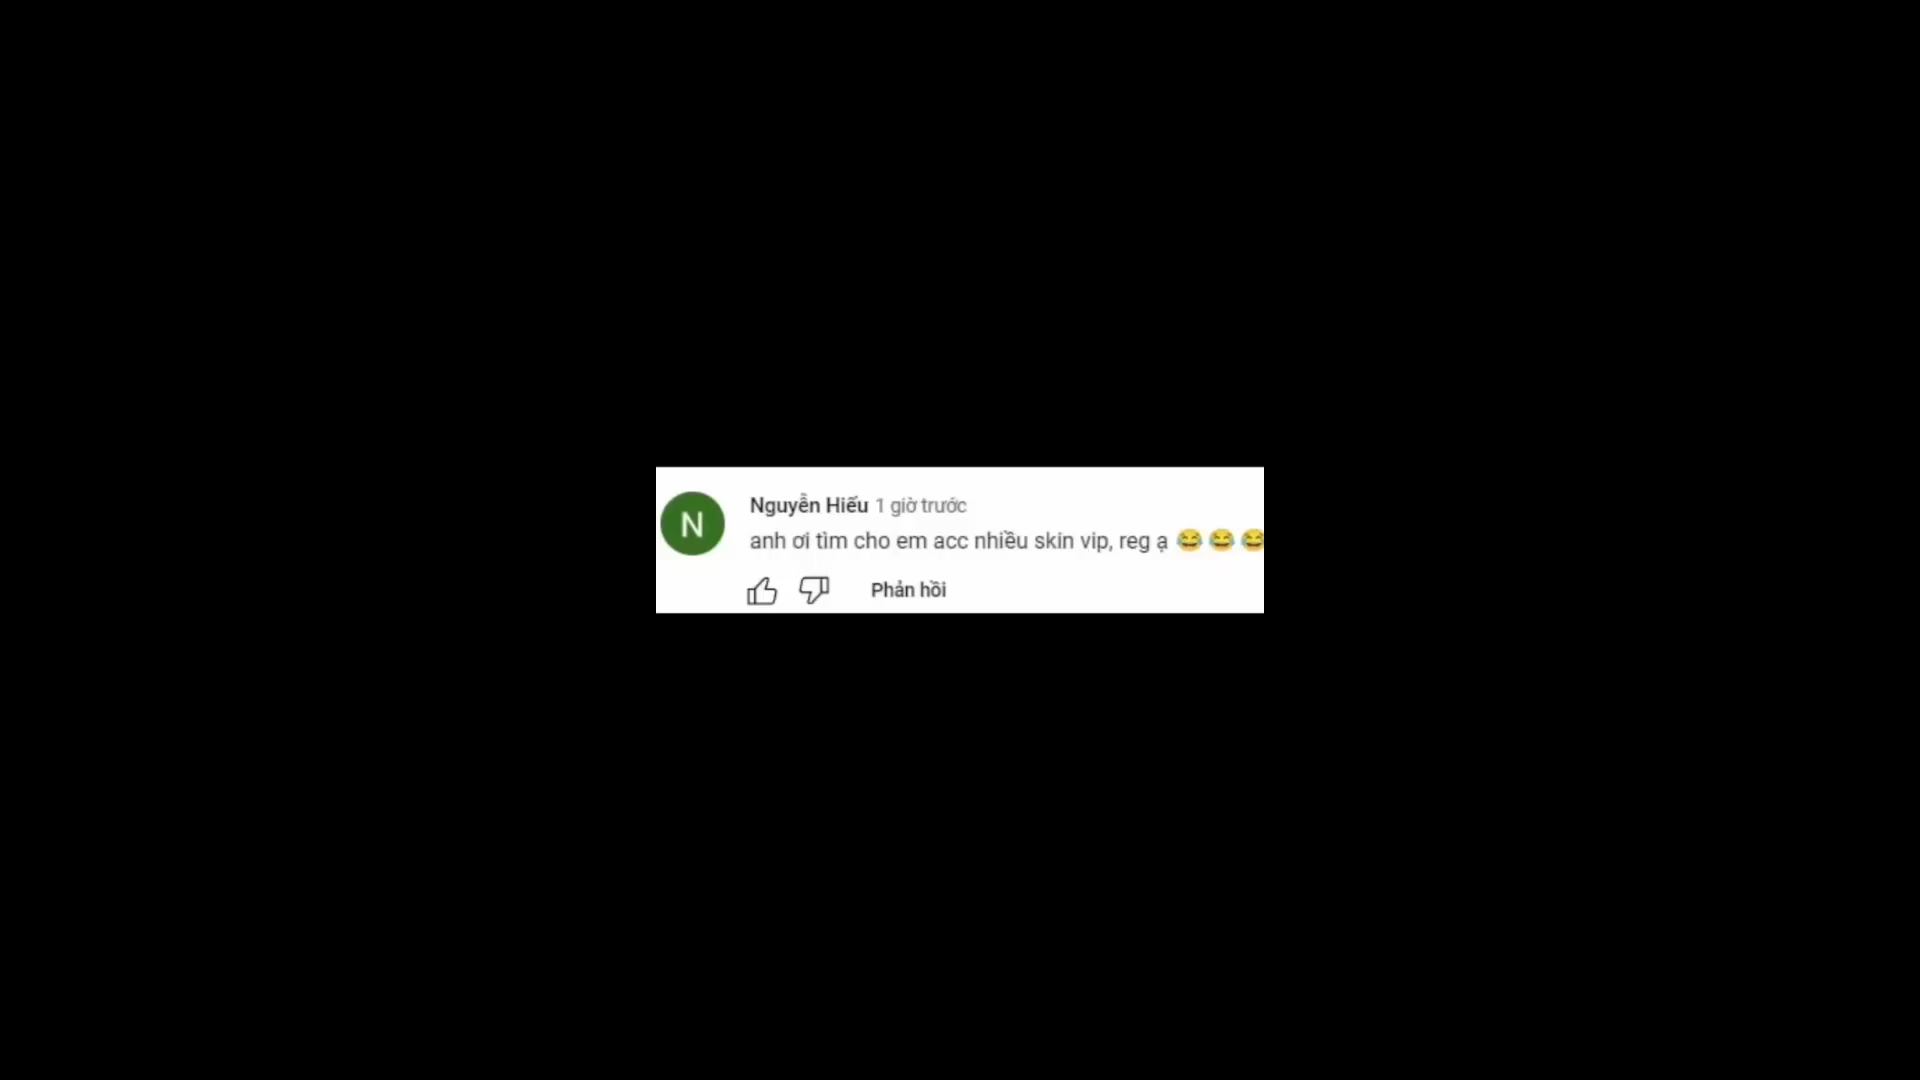 N
Nguyễn Hiếu 1 giờ trước
anh ơi tìm cho em acc nhiều skin vip, reg ạ 😂 😂 😂
Phản hồi